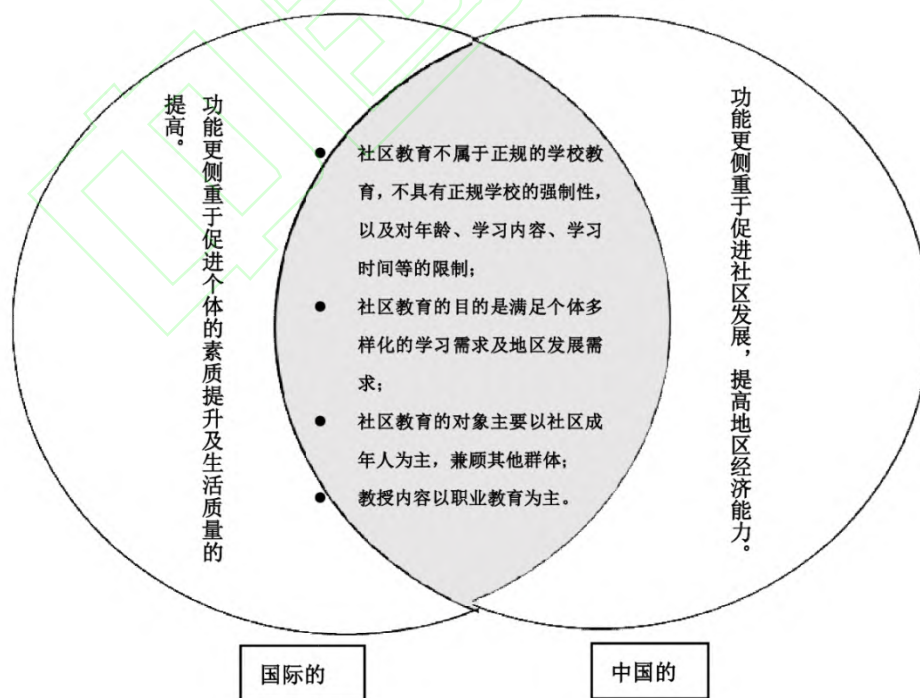 功能更侧重于促进个体的素质提升及生活质量的
提高。
社区教育不属于正规的学校教
育，不具有正规学校的强制性，
以及对年龄、学习内容、学习
时间等的限制；
社区教育的目的是满足个体多
样化的学习需求及地区发展需
求；
社区教育的对象主要以社区成
年人为主，兼顾其他群体；
教授内容以职业教育为主。
功能更侧重于促进社区发展，提高地区经济能力。
国际的
中国的